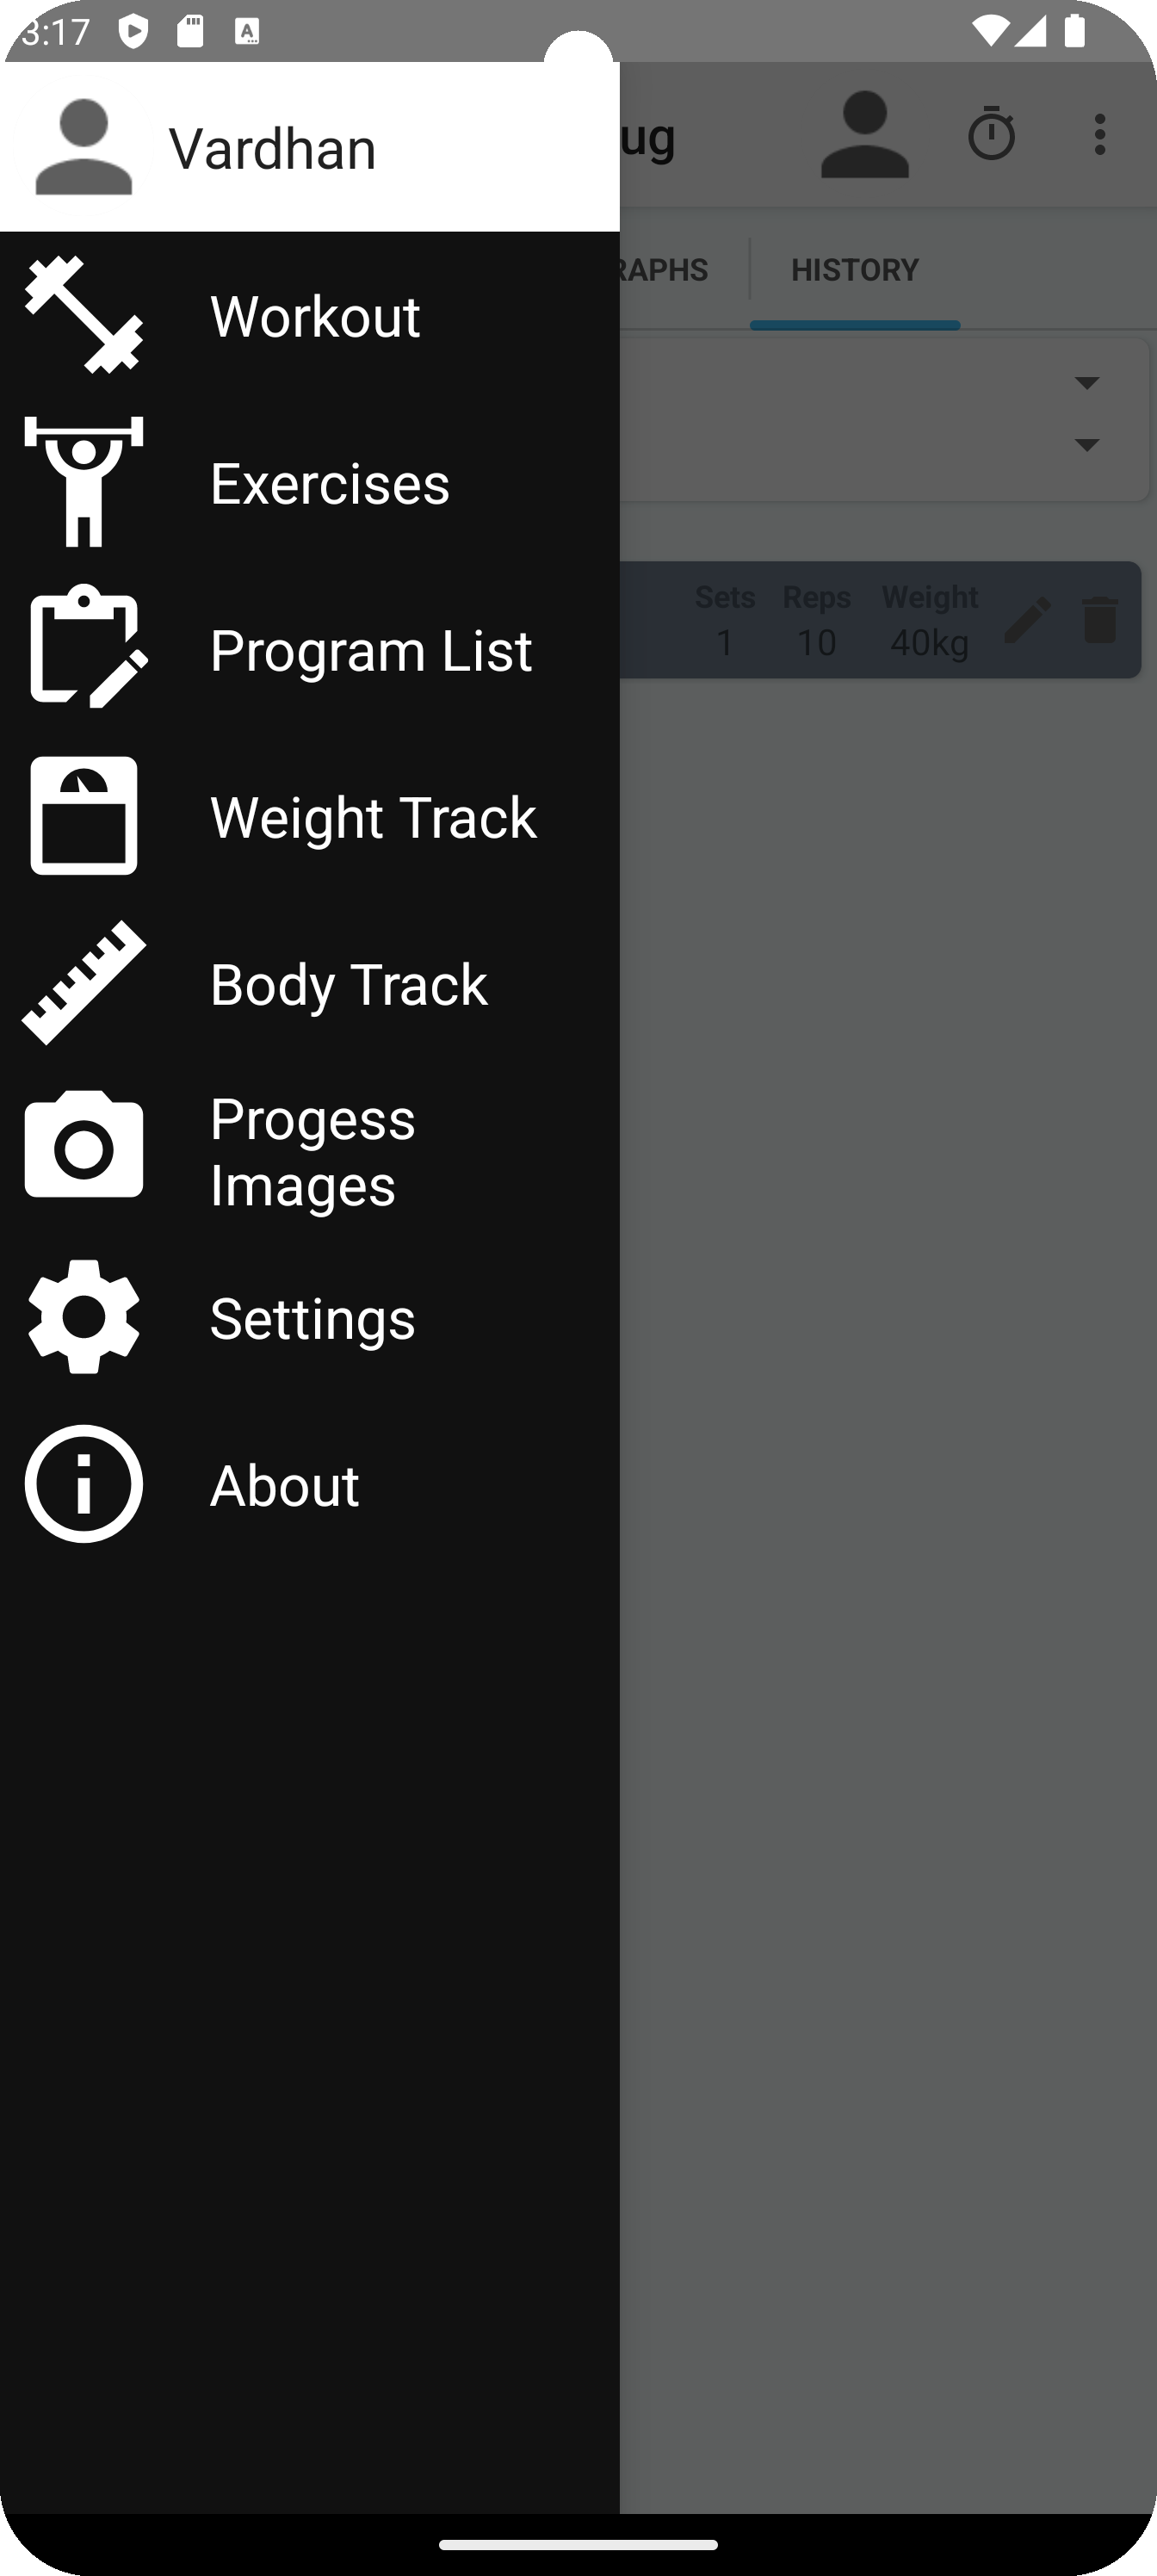 3:17
Vardhan
ug
RAPHS
HISTORY
Workout
Exercises
Sets Reps Weight
1 10 40kg
Program List
Weight Track
Body Track
Progess
Images
Settings
About